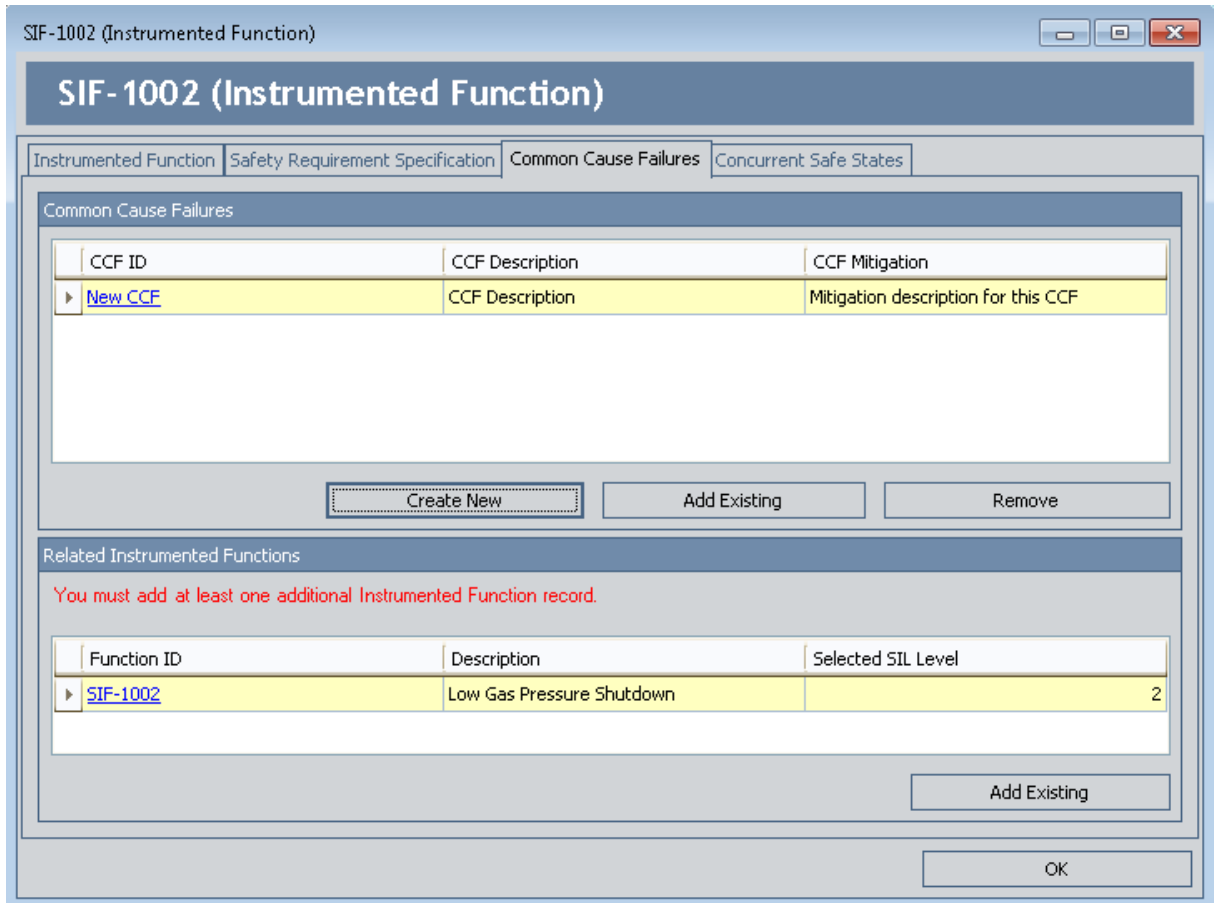 SIF-1002 (Instrumented Function)
SIF-1002 (Instrumented Function)
Instrumented Function Safety Requirement Specification Common Cause Failures Concurrent Safe States
Common Cause Failures
CCF ID CCF Description CCF Mitigation
New CCF CCF Description Mitigation description for this CCF
Create New Add Existing Remove
Related Instrumented Functions
You must add at least one additional Instrumented Function record.
Function ID Description Selected SIL Level
SIF-1002 Low Gas Pressure Shutdown 2
Add Existing
OK